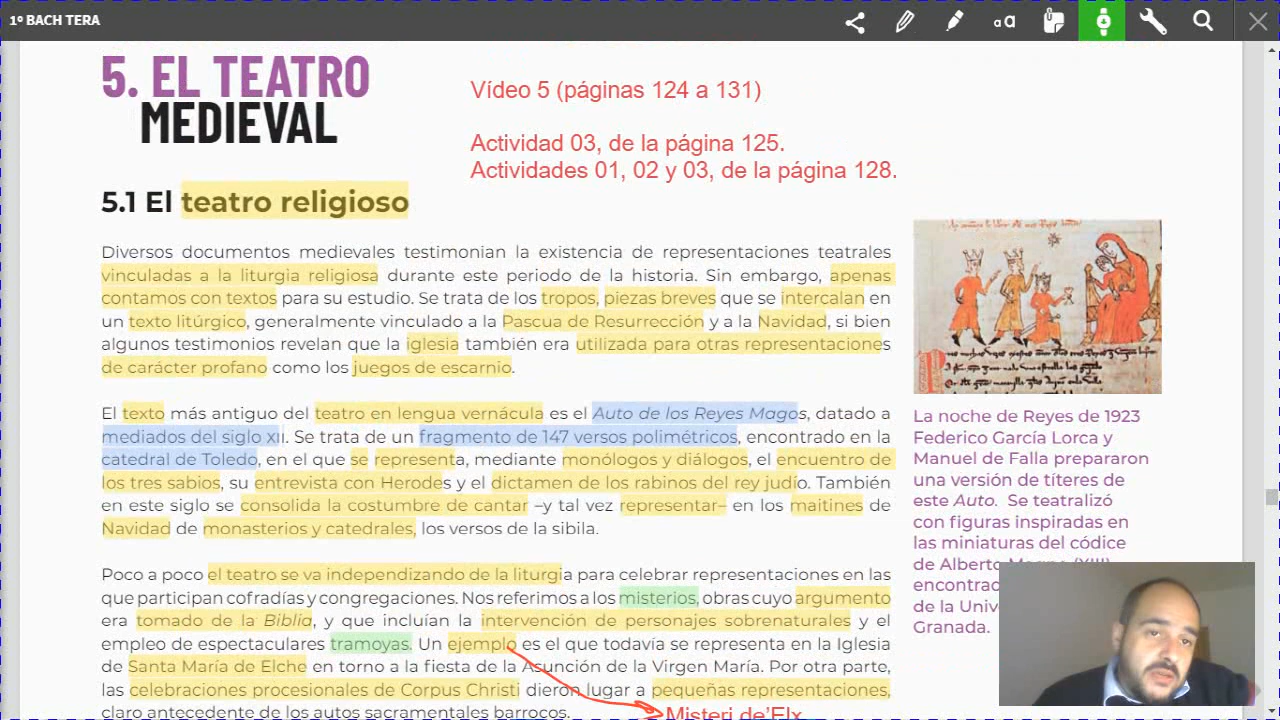 1º BACH TERA
aa
5. EL TEATRO
MEDIEVAL
Vídeo 5 (páginas 124 a 131)
Actividad 03, de la página 125.
Actividades 01, 02 y 03, de la página 128.
5.1 El teatro religioso
Diversos documentos medievales testimonian la existencia de representaciones teatrales
vinculadas a la liturgia religiosa durante este periodo de la historia. Sin embargo, apenas
contamos con textos para su estudio. Se trata de los tropos, piezas breves que se intercalan en
un texto litúrgico, generalmente vinculado a la Pascua de Resurrección y a la Navidad, si bien
algunos testimonios revelan que la iglesia también era utilizada para otras representaciones
de carácter profano como los juegos de escarnio.
El texto más antiguo del teatro en lengua vernácula es el Auto de los Reyes Magos, datado a
mediados del siglo XII. Se trata de un fragmento de 147 versos polimétricos, encontrado en la
catedral de Toledo, en el que se representa, mediante monólogos y diálogos, el encuentro de
los tres sabios, su entrevista con Herodes y el dictamen de los rabinos del rey judío. También
en este siglo se consolida la costumbre de cantar –y tal vez representar– en los maitines de
Navidad de monasterios y catedrales, los versos de la sibila.
Poco a poco el teatro se va independizando de la liturgia para celebrar representaciones en las
que participan cofradías y congregaciones. Nos referimos a los misterios, obras cuyo argumento
era tomado de la Biblia, y que incluían la intervención de personajes sobrenaturales y el
empleo de espectaculares tramoyas. Un ejemplo es el que todavía se representa en la Iglesia
de Santa María de Elche en torno a la fiesta de la Asunción de la Virgen María. Por otra parte,
las celebraciones procesionales de Corpus Christi dieron lugar a pequeñas representaciones,
claro antecedente de los autos sacramentales barrocos.
Misteri de'Elx
La noche de Reyes de 1923
Federico García Lorca y
Manuel de Falla prepararon
una versión de títeres de
este Auto. Se teatralizó
con figuras inspiradas en
las miniaturas del códice
de Alberto
encontrad
de la Univ
Granada.